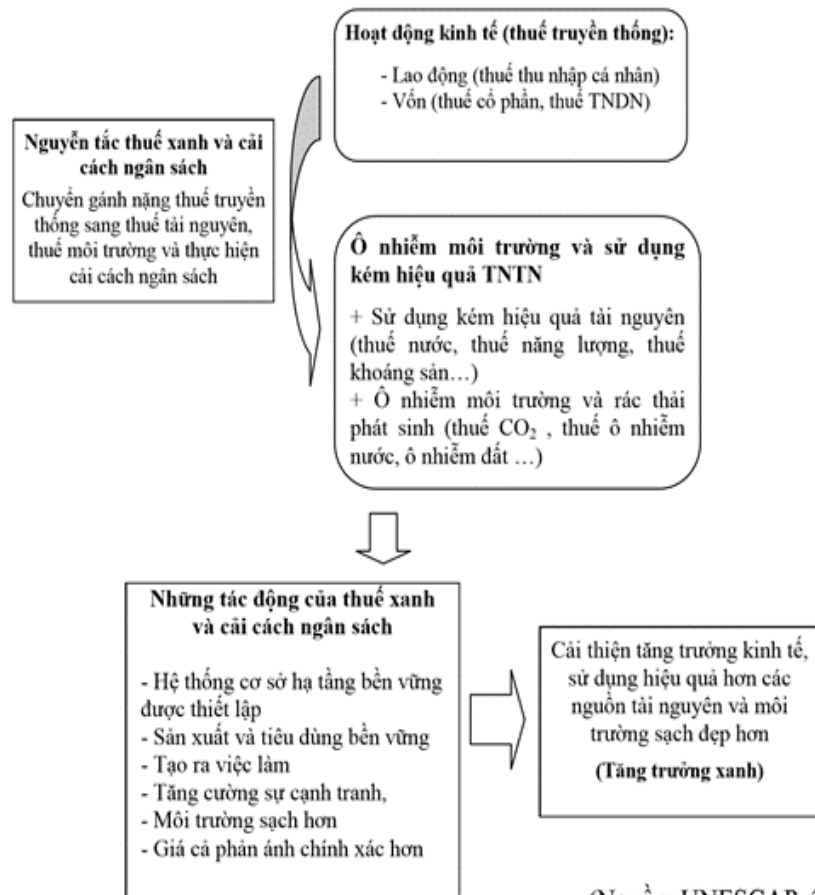 Hoạt động kinh tế (thuế truyền thống):
- Lao động (thuế thu nhập cá nhân)
- Vốn (thuế cổ phần, thuế TNDN)
Nguyễn tắc thuế xanh và cải
cách ngân sách
Chuyển gánh nặng thuế truyền
thống sang thuế tài nguyên,
thuế môi trường và thực hiện
cải cách ngân sách
Ô nhiễm môi trường và sử dụng
kém hiệu quả TNTN
+ Sử dụng kém hiệu quả tài nguyên
(thuế nước, thuế năng lượng, thuế
khoáng sản…)
+ Ô nhiễm môi trường và rác thải
phát sinh (thuế CO₂ , thuế ô nhiễm
nước, ô nhiễm đất …)
Những tác động của thuế xanh
và cải cách ngân sách
- Hệ thống cơ sở hạ tầng bền vững
được thiết lập
- Sản xuất và tiêu dùng bền vững
- Tạo ra việc làm
- Tăng cường sự cạnh tranh,
- Môi trường sạch hơn
- Giá cả phản ánh chính xác hơn
Cải thiện tăng trưởng kinh tế,
sử dụng hiệu quả hơn các
nguồn tài nguyên và môi
trường sạch đẹp hơn
(Tăng trưởng xanh)